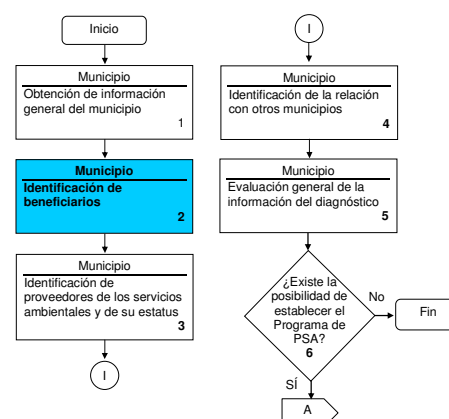 Inicio
Municipio
Obtención de información
general del municipio
1
Municipio
Identificación de
beneficiarios
2
Municipio
Identificación de
proveedores de los servicios
ambientales y de su estatus
3
I
I
Municipio
Identificación de la relación
con otros municipios
4
Municipio
Evaluación general de la
información del diagnóstico
5
¿Existe la
posibilidad de
establecer el
Programa de
PSA?
6
No
Fin
SÍ
A